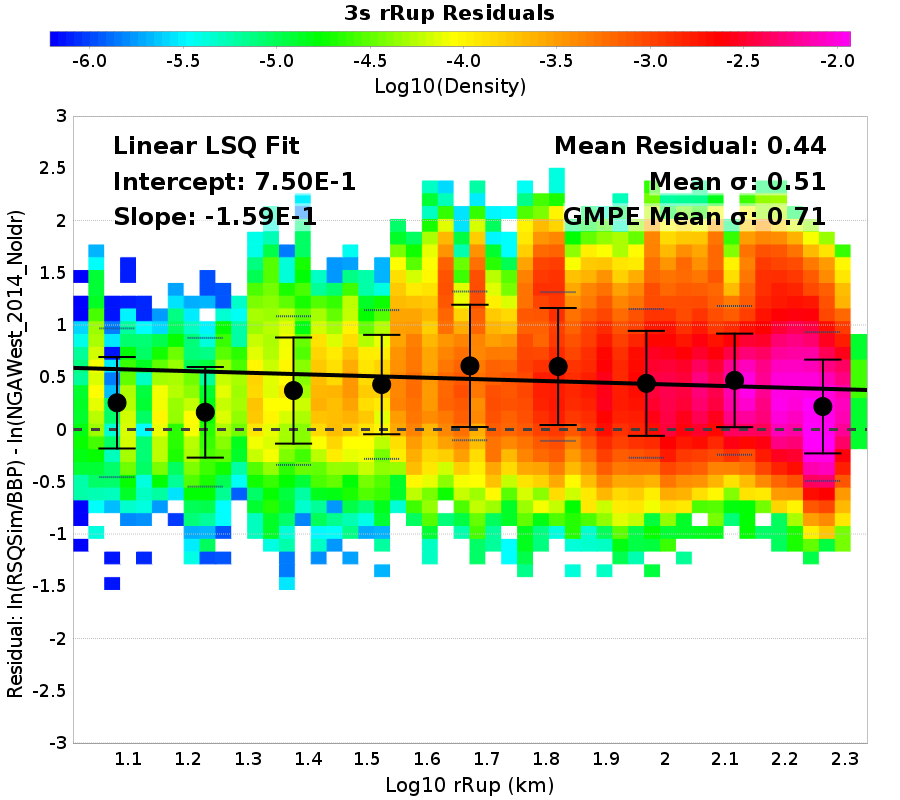 3s rRup Residuals
-6.0 -5.5 -5.0 -4.5 -4.0 -3.5 -3.0 -2.5 -2.0
Log10(Density)
Linear LSQ Fit
Intercept: 7.50E-1
Slope: -1.59E-1
Mean Residual: 0.44
Mean σ: 0.51
GMPE Mean σ: 0.71
Residual: ln(RSQSim/BBP) - ln(NGAWest_2014_NoIdr)
3
2.5
2
1.5
1
0.5
0
-0.5
-1
-1.5
-2
-2.5
-3
1.1 1.2 1.3 1.4 1.5 1.6 1.7 1.8 1.9 2 2.1 2.2 2.3
Log10 rRup (km)